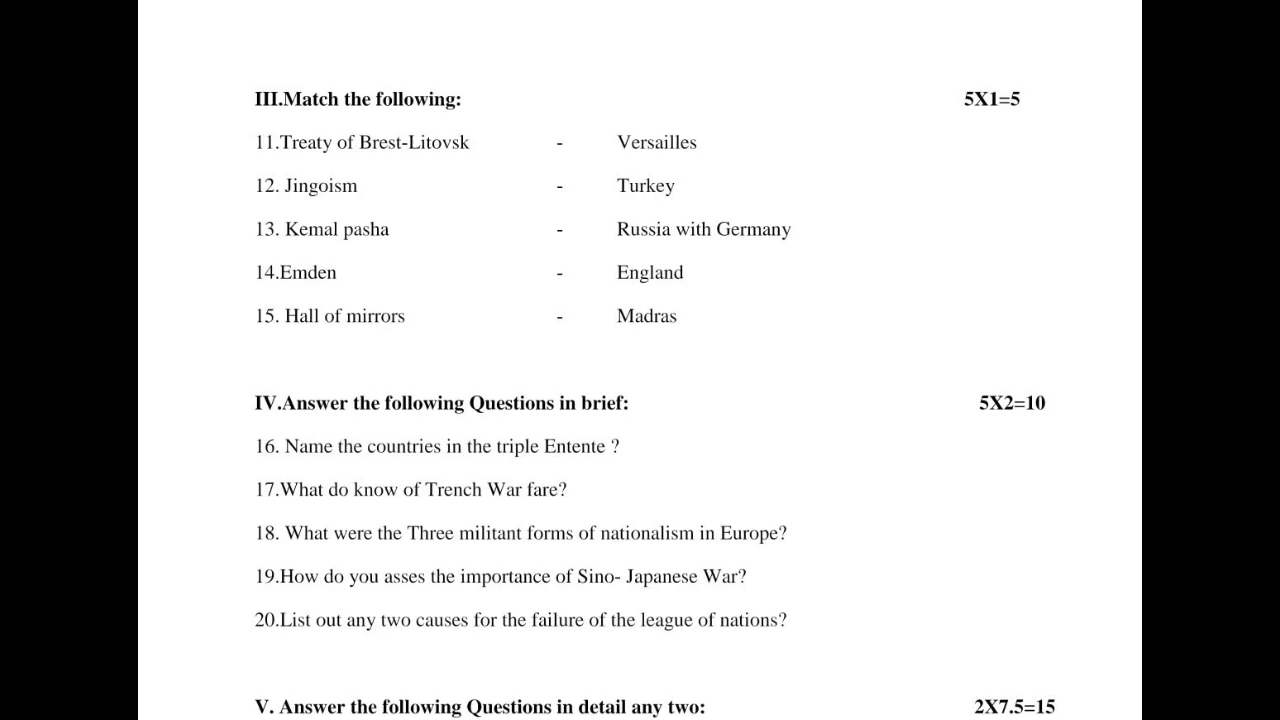 III.Match the following: 5X1=5
11.Treaty of Brest-Litovsk - Versailles
12. Jingoism - Turkey
13. Kemal pasha - Russia with Germany
14.Emden - England
15. Hall of mirrors - Madras
IV.Answer the following Questions in brief: 5X2=10
16. Name the countries in the triple Entente ?
17.What do know of Trench War fare?
18. What were the Three militant forms of nationalism in Europe?
19.How do you asses the importance of Sino- Japanese War?
20.List out any two causes for the failure of the league of nations?
V. Answer the following Questions in detail any two: 2X7.5=15